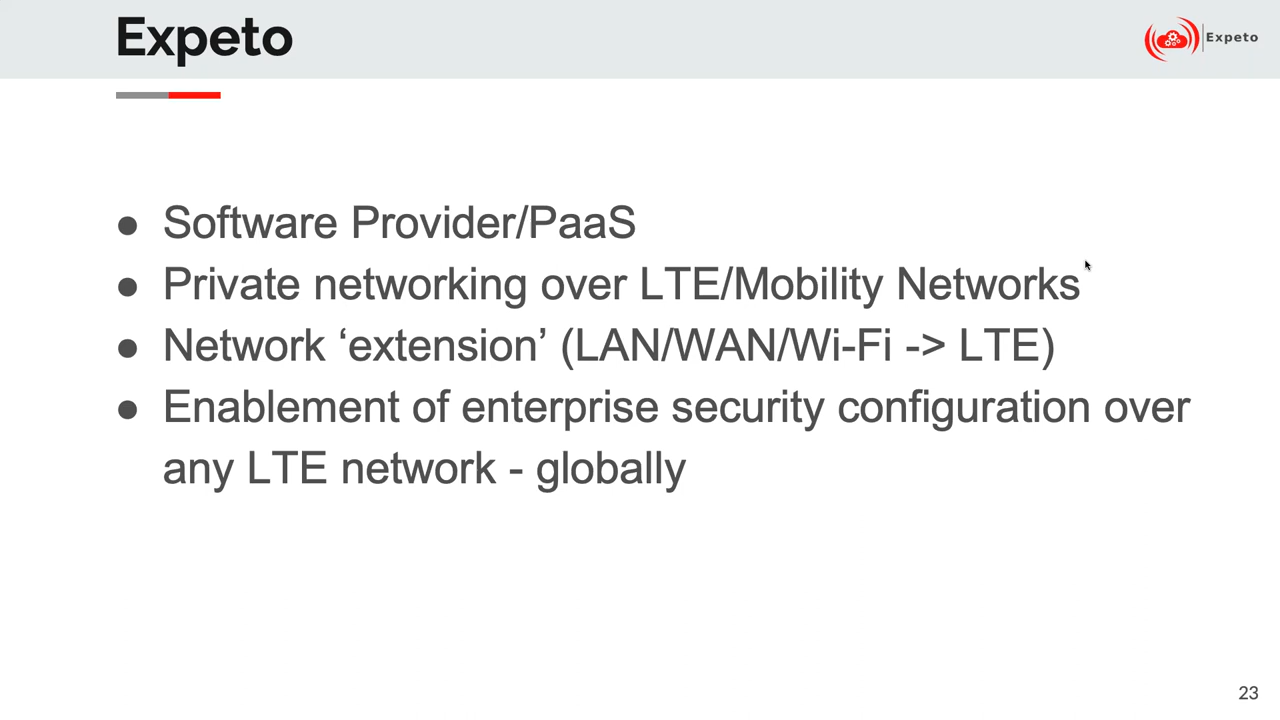 Expeto
Expeto
● Software Provider/PaaS
● Private networking over LTE/Mobility Networks
● Network ‘extension’ (LAN/WAN/Wi-Fi -> LTE)
● Enablement of enterprise security configuration over
any LTE network - globally
23